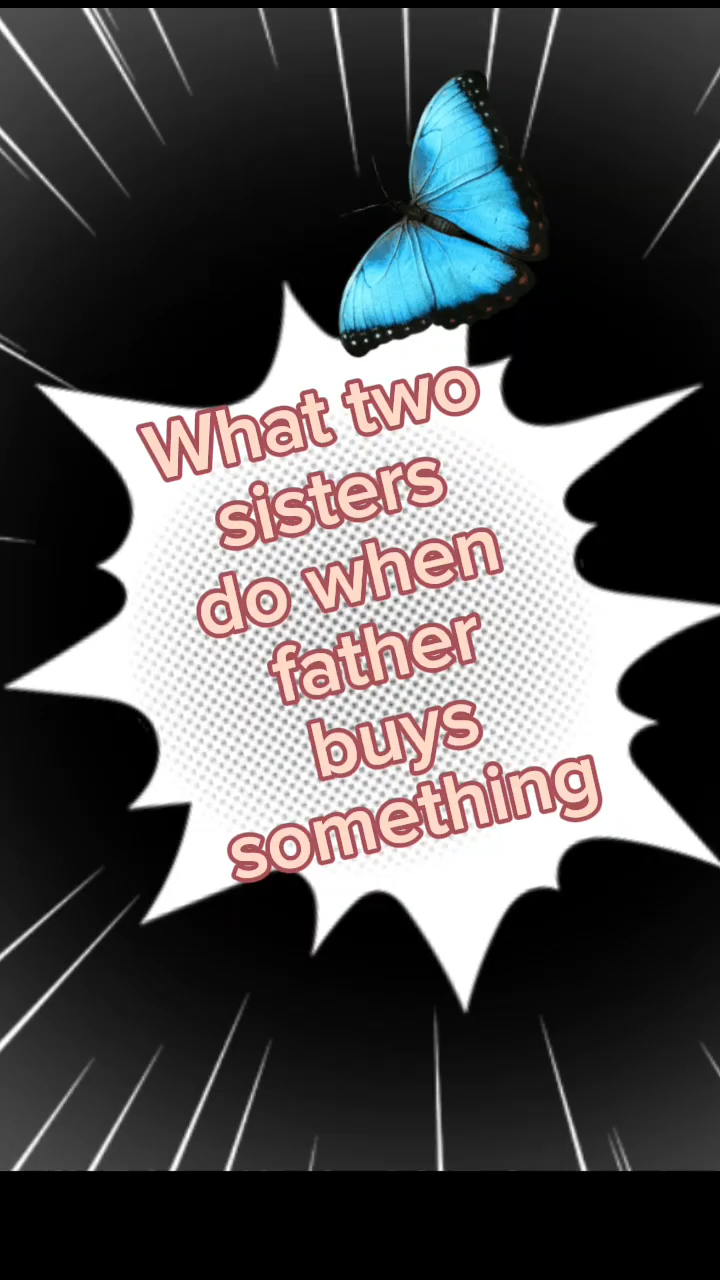 What two
sisters
do when
father
buys
something